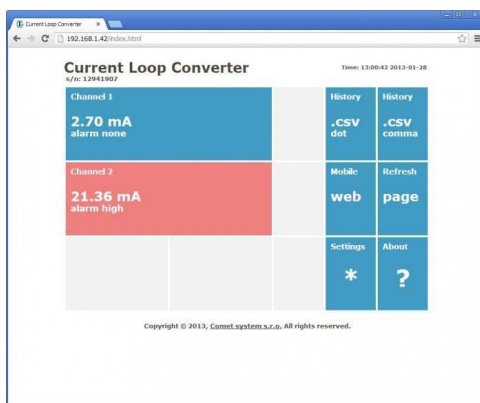 Current Loop Converter
192.168.1.42/index.html
Current Loop Converter
s/n: 12941907
Time: 13:00:42 2013-01-28
Channel 1
2.70 mA
alarm none
History
.csv
dot
History
.csv
comma
Channel 2
21.36 mA
alarm high
Mobile
web
Refresh
page
Settings
*
About
?
Copyright © 2013, Comet system s.r.o, All rights reserved.